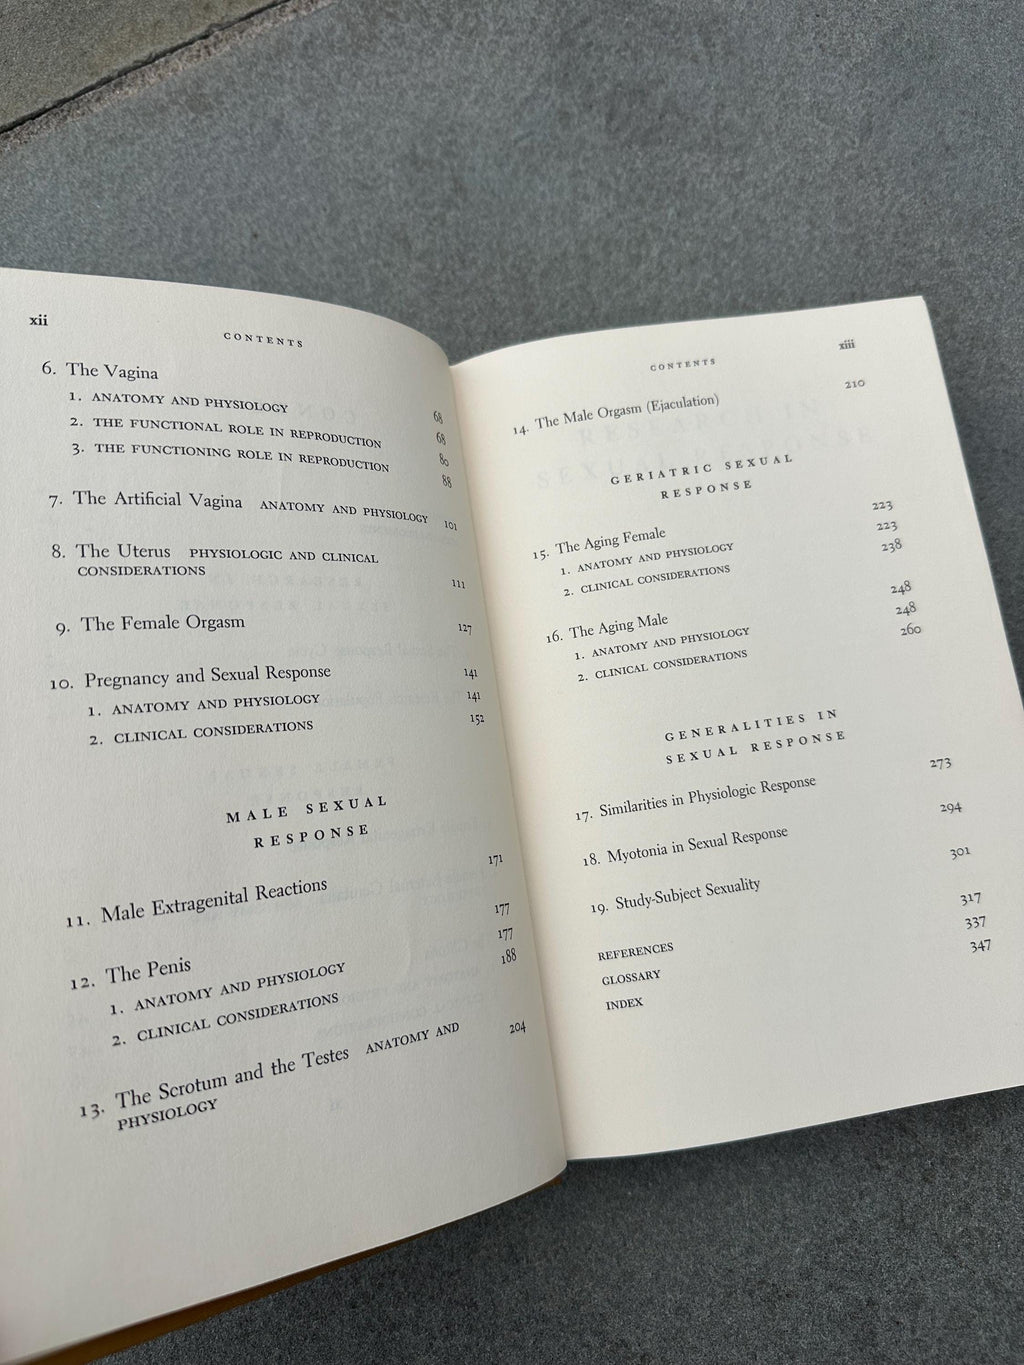 xii
CONTENTS
6. The Vagina 68
1. ANATOMY AND PHYSIOLOGY 68
2. THE FUNCTIONAL ROLE IN REPRODUCTION 80
3. THE FUNCTIONING ROLE IN REPRODUCTION 88
7. The Artificial Vagina ANATOMY AND PHYSIOLOGY 101
8. The Uterus PHYSIOLOGIC AND CLINICAL
CONSIDERATIONS 111
9. The Female Orgasm 127
10. Pregnancy and Sexual Response 141
1. ANATOMY AND PHYSIOLOGY 141
2. CLINICAL CONSIDERATIONS 152
MALE SEXUAL
RESPONSE
11. Male Extragenital Reactions 171
12. The Penis 177
1. ANATOMY AND PHYSIOLOGY 177
2. CLINICAL CONSIDERATIONS 188
13. The Scrotum and the Testes ANATOMY AND
PHYSIOLOGY 204
xiii
CONTENTS
14. The Male Orgasm (Ejaculation) 210
GERIATRIC SEXUAL
RESPONSE
15. The Aging Female 223
1. ANATOMY AND PHYSIOLOGY 223
2. CLINICAL CONSIDERATIONS 238
16. The Aging Male 248
1. ANATOMY AND PHYSIOLOGY 248
2. CLINICAL CONSIDERATIONS 260
GENERALITIES IN
SEXUAL RESPONSE
17. Similarities in Physiologic Response 273
18. Myotonia in Sexual Response 294
19. Study-Subject Sexuality 301
REFERENCES 317
GLOSSARY 337
INDEX 347